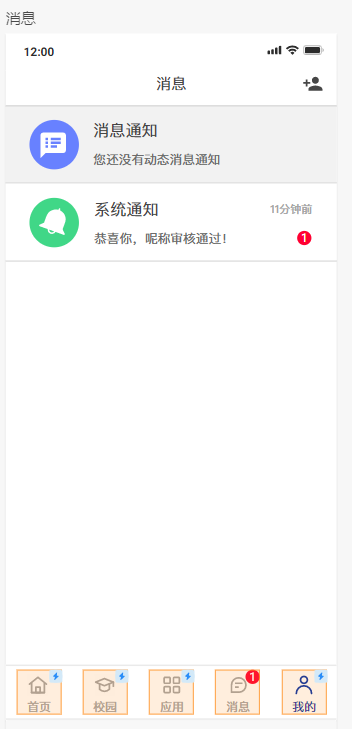 消息
12:00
消息
消息通知
您还没有动态消息通知
系统通知
11分钟前
恭喜你，昵称审核通过！
1
1
首页
校园
应用
消息
我的